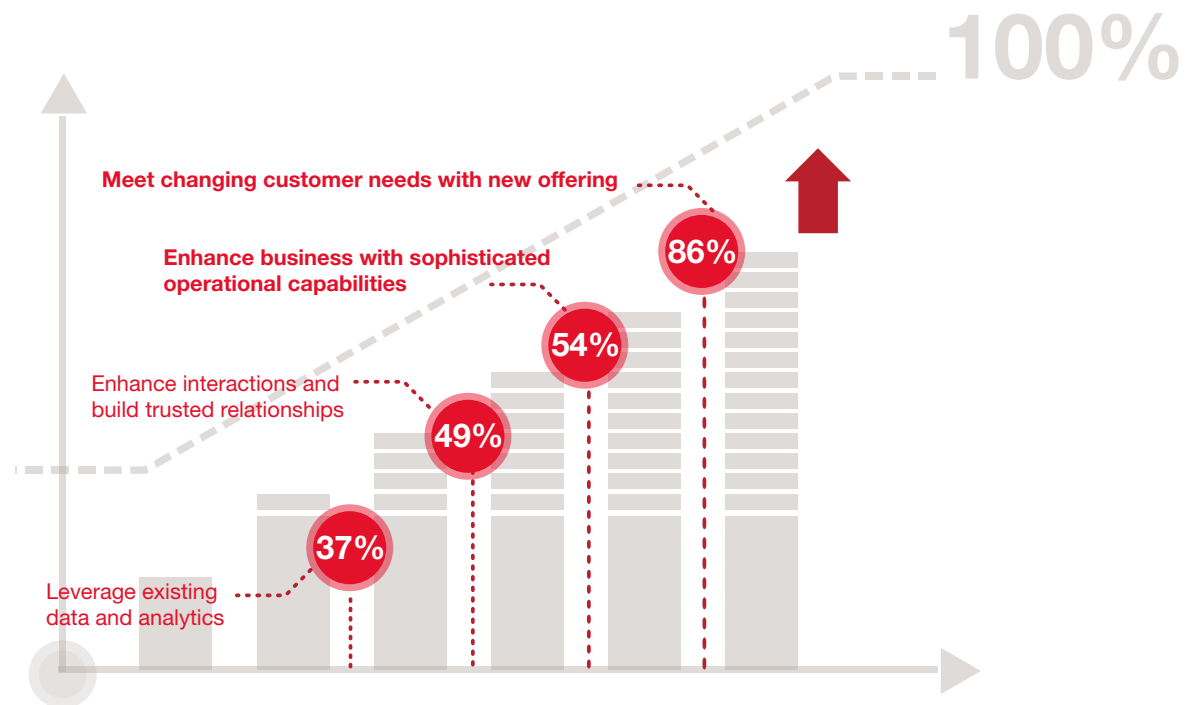 100%
Meet changing customer needs with new offering
86%
Enhance business with sophisticated
operational capabilities
54%
Enhance interactions and
build trusted relationships
49%
37%
Leverage existing
data and analytics